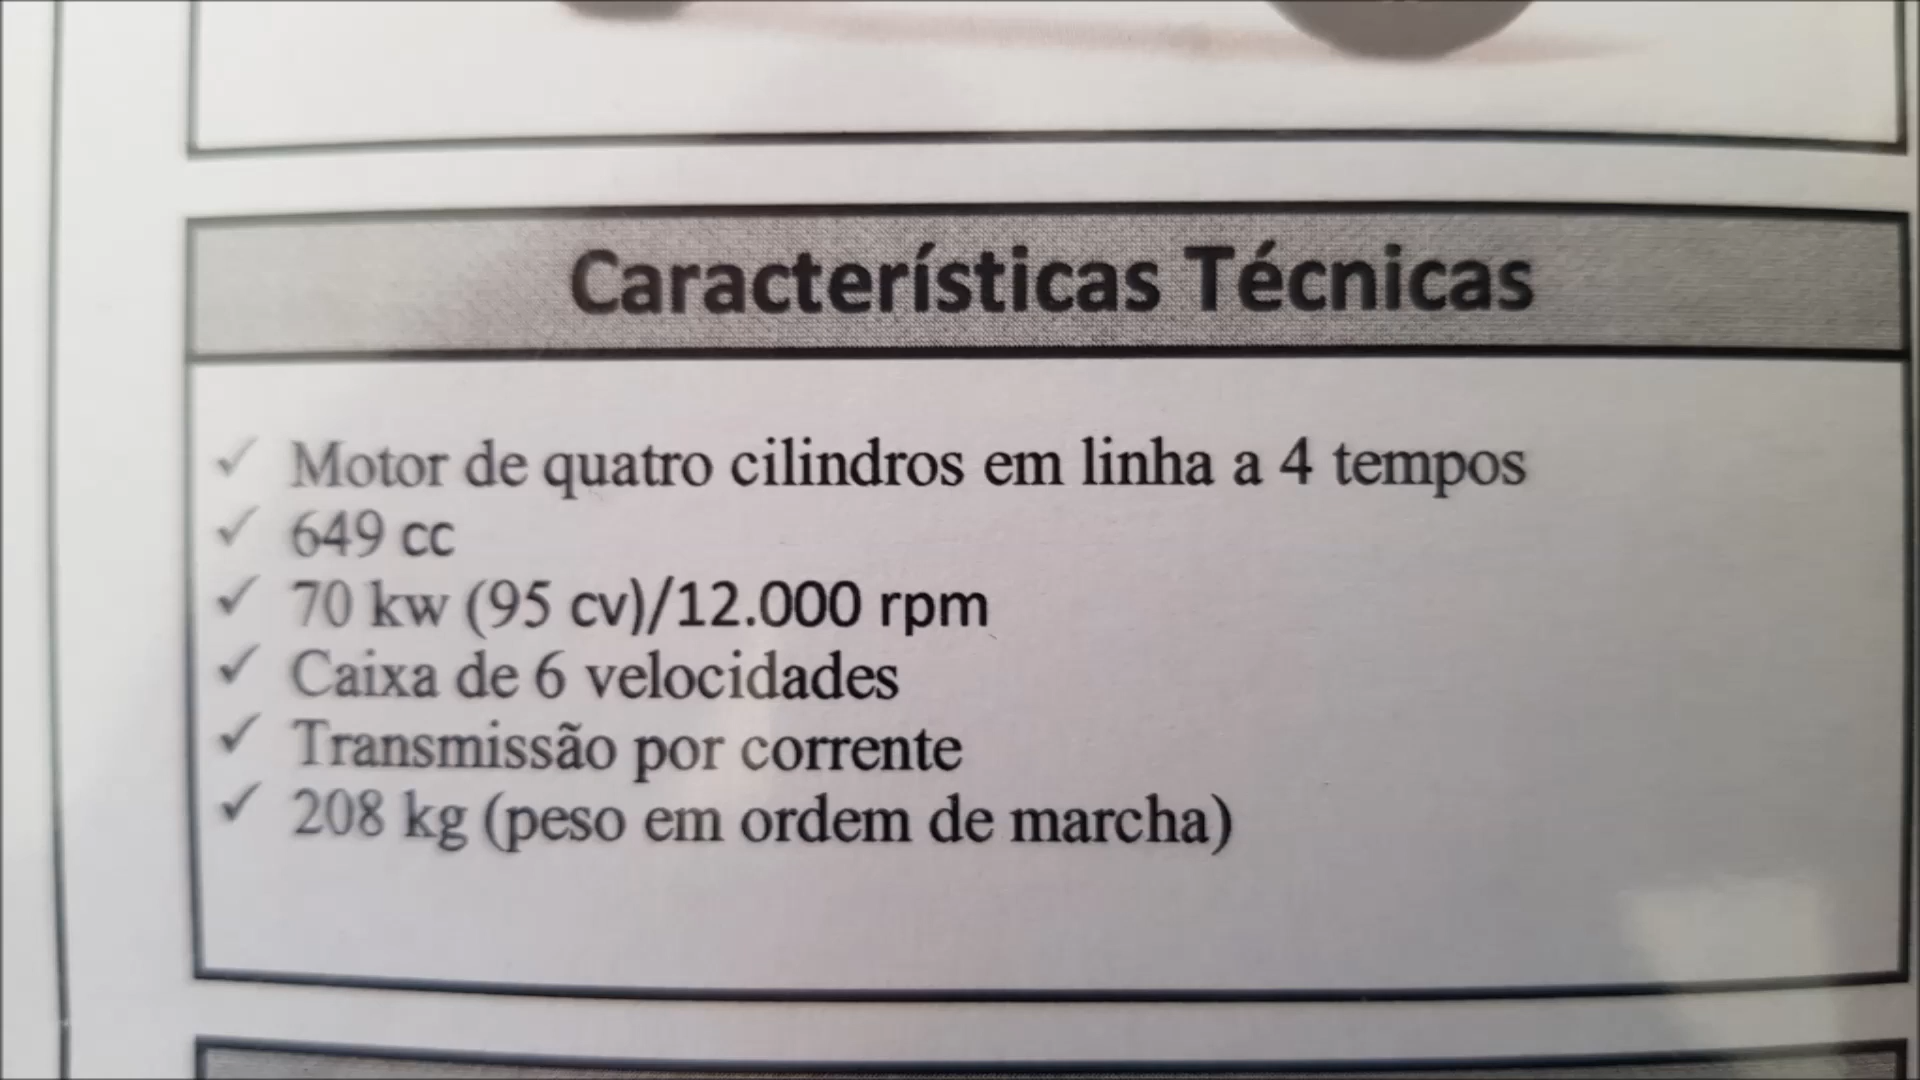 Características Técnicas
✓ Motor de quatro cilindros em linha a 4 tempos
✓ 649 cc
✓ 70 kw (95 cv)/12.000 rpm
✓ Caixa de 6 velocidades
✓ Transmissão por corrente
✓ 208 kg (peso em ordem de marcha)